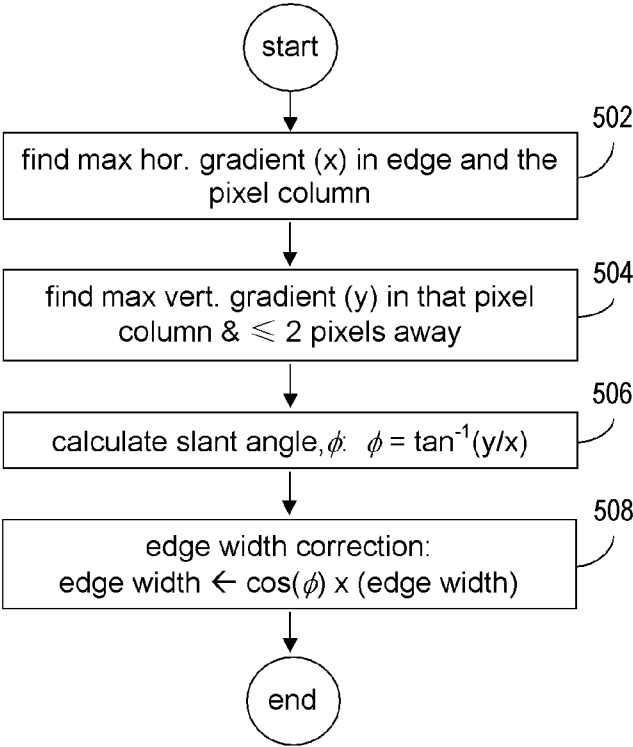 start
502
find max hor. gradient (x) in edge and the
pixel column
504
find max vert. gradient (y) in that pixel
column & ⩽ 2 pixels away
506
calculate slant angle,ϕ: ϕ = tan⁻¹(y/x)
508
edge width correction:
edge width ← cos(ϕ) x (edge width)
end